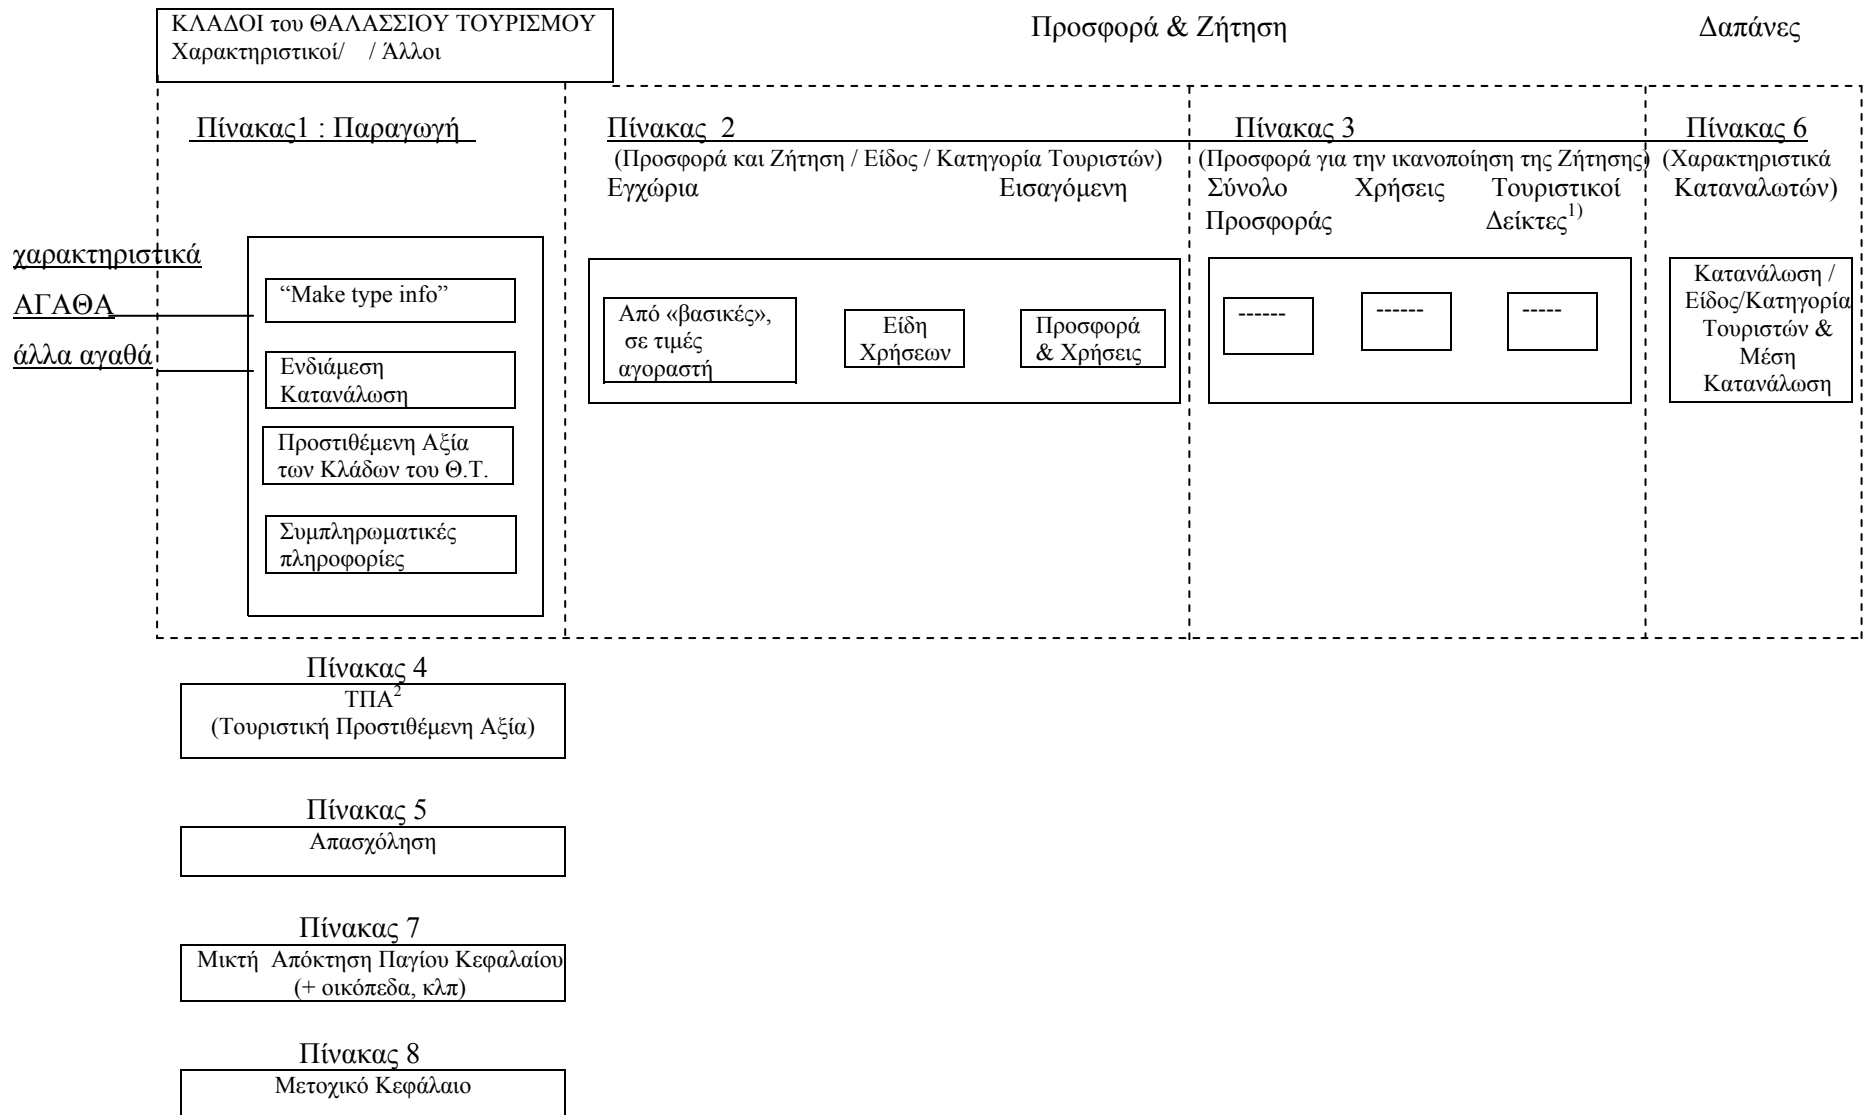 ΚΛΑΔΟΙ του ΘΑΛΑΣΣΙΟΥ ΤΟΥΡΙΣΜΟΥ
Χαρακτηριστικοί/ / Άλλοι
Προσφορά & Ζήτηση
Δαπάνες
Πίνακας1 : Παραγωγή
Πίνακας 2
Πίνακας 3
Πίνακας 6
(Προσφορά και Ζήτηση / Είδος / Κατηγορία Τουριστών)
(Προσφορά για την ικανοποίηση της Ζήτησης)
(Χαρακτηριστικά
Καταναλωτών)
Εγχώρια
Εισαγόμενη
Σύνολο
Προσφοράς
Χρήσεις
Τουριστικοί
Δείκτες1)
χαρακτηριστικά
ΑΓΑΘΑ
άλλα αγαθά
“Make type info”
Ενδιάμεση
Κατανάλωση
Προστιθέμενη Αξία
των Κλάδων του Θ.Τ.
Συμπληρωματικές
πληροφορίες
Από «βασικές»,
σε τιμές
αγοραστή
Είδη
Χρήσεων
Προσφορά
& Χρήσεις
------
------
-----
Κατανάλωση /
Είδος/Κατηγορία
Τουριστών &
Μέση
Κατανάλωση
Πίνακας 4
ΤΠΑ2
(Τουριστική Προστιθέμενη Αξία)
Πίνακας 5
Απασχόληση
Πίνακας 7
Μικτή Απόκτηση Παγίου Κεφαλαίου
(+ οικόπεδα, κλπ)
Πίνακας 8
Μετοχικό Κεφάλαιο